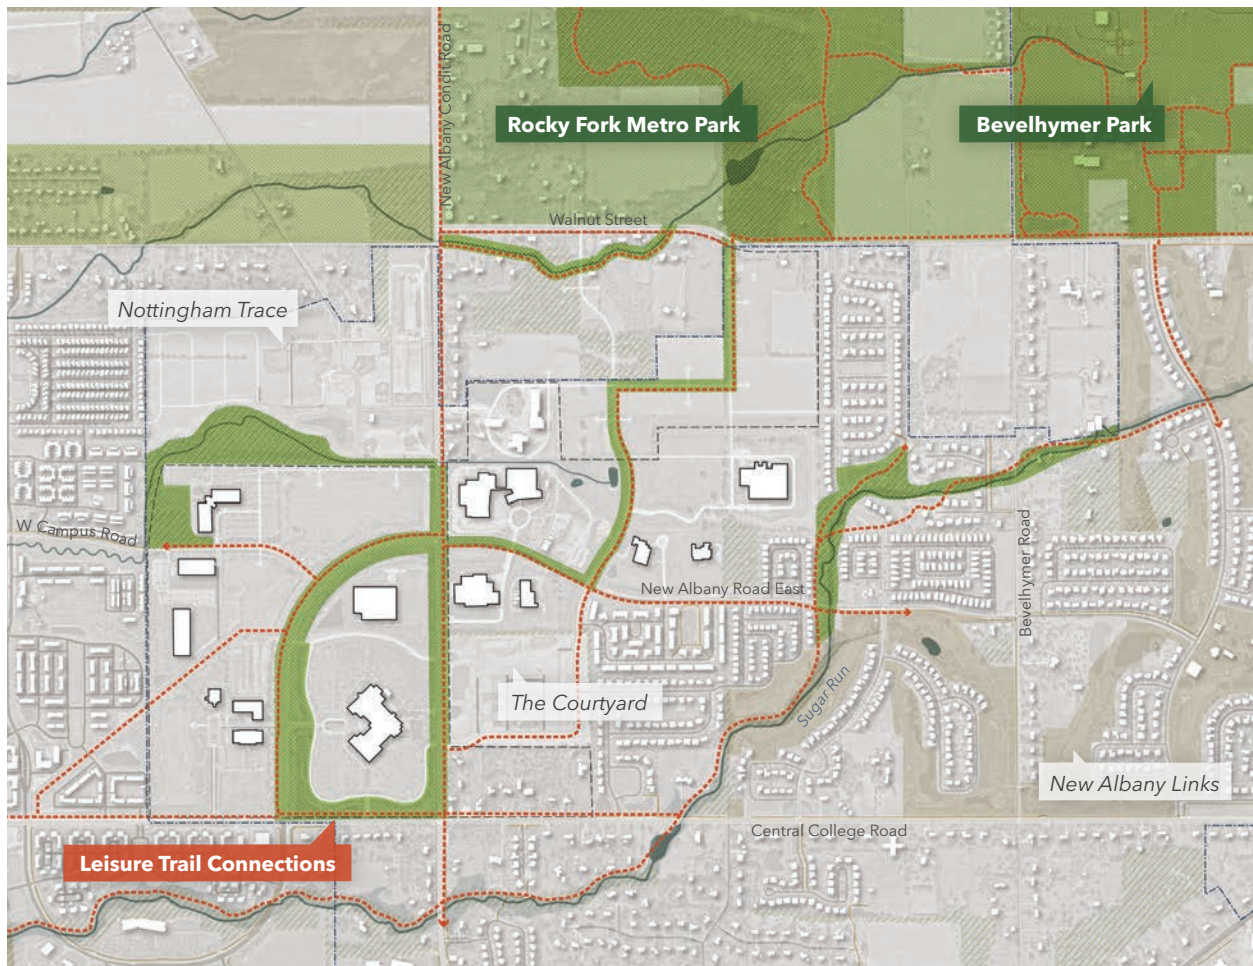 New Albany Condit Road
Rocky Fork Metro Park
Bevelhymer Park
Walnut Street
Nottingham Trace
W Campus Road
New Albany Road East
Bevelhymer Road
The Courtyard
Sugar Run
New Albany Links
Central College Road
Leisure Trail Connections